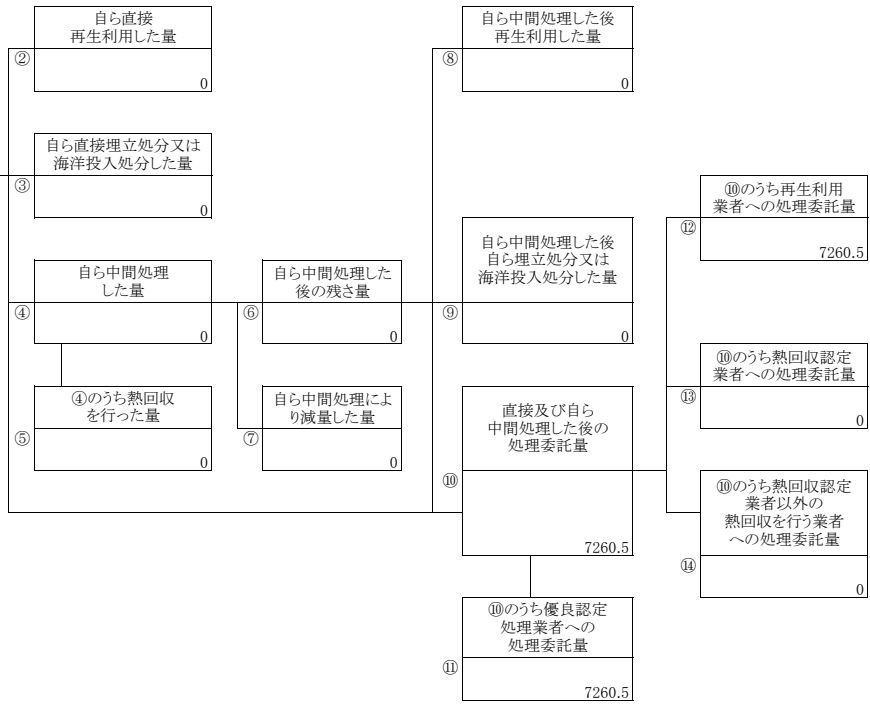 自ら直接
再生利用した量
②
0
自ら直接埋立処分又は
海洋投入処分した量
③
0
自ら中間処理
した量
④
0
④のうち熱回収
を行った量
⑤
0
自ら中間処理した
後の残さ量
⑥
0
自ら中間処理によ
り減量した量
⑦
0
自ら中間処理した後
再生利用した量
⑧
0
自ら中間処理した後
自ら埋立処分又は
海洋投入処分した量
⑨
0
直接及び自ら
中間処理した後の
処理委託量
⑩
7260.5
⑩のうち優良認定
処理業者への
処理委託量
⑪
7260.5
⑩のうち再生利用
業者への処理委託量
⑫
7260.5
⑩のうち熱回収認定
業者への処理委託量
⑬
0
⑩のうち熱回収認定
業者以外の
熱回収を行う業者
への処理委託量
⑭
0